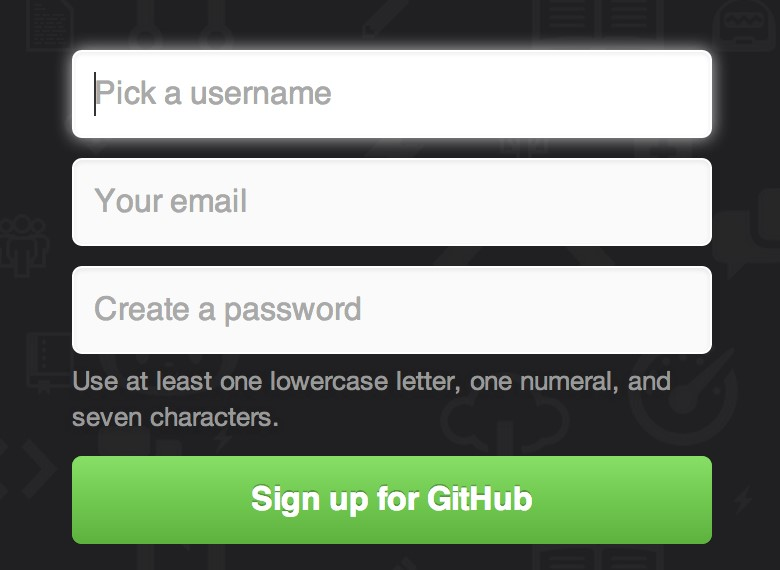 Pick a username
Your email
Create a password
Use at least one lowercase letter, one numeral, and
seven characters.
Sign up for GitHub